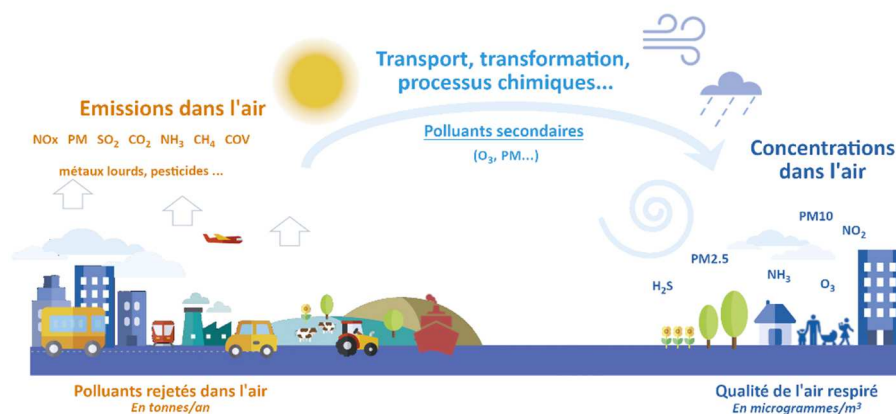 Transport, transformation,
processus chimiques...
Emissions dans l'air
NOx PM SO₂ CO₂ NH₃ CH₄ COV
métaux lourds, pesticides ...
Polluants secondaires
(O₃, PM...)
Concentrations
dans l'air
PM10
NO₂
PM2.5
NH₃
H₂S
O₃
Polluants rejetés dans l'air
En tonnes/an
Qualité de l'air respiré
En microgrammes/m³